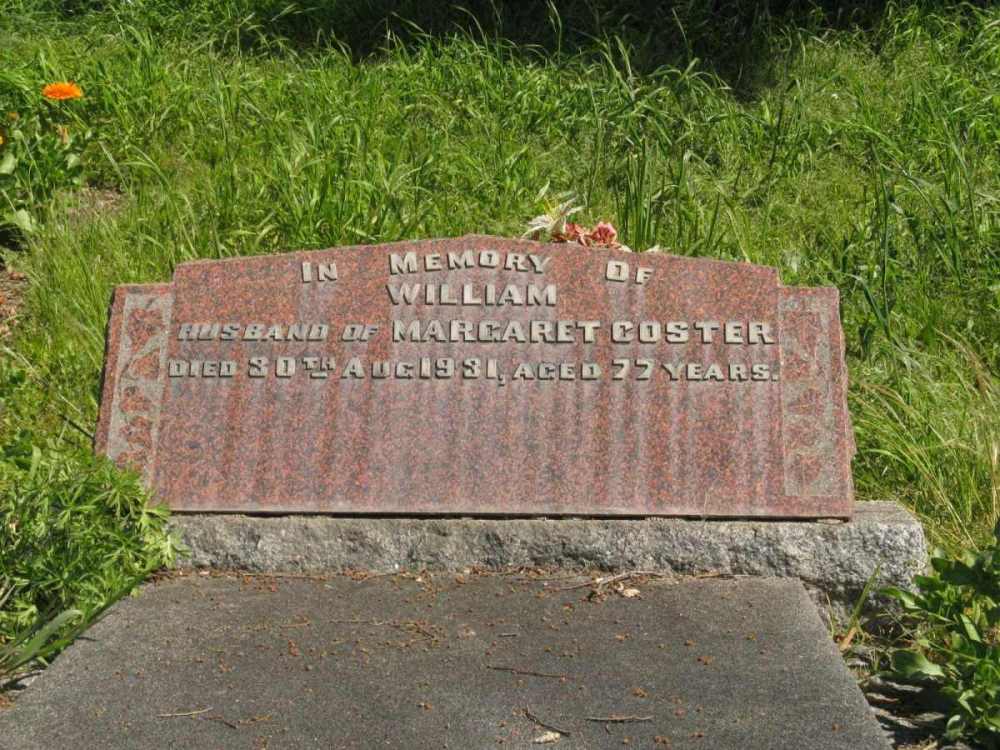 IN MEMORY OF
WILLIAM
HUSBAND OF MARGARET COSTER
DIED 30TH AUG 1931, AGED 77 YEARS.